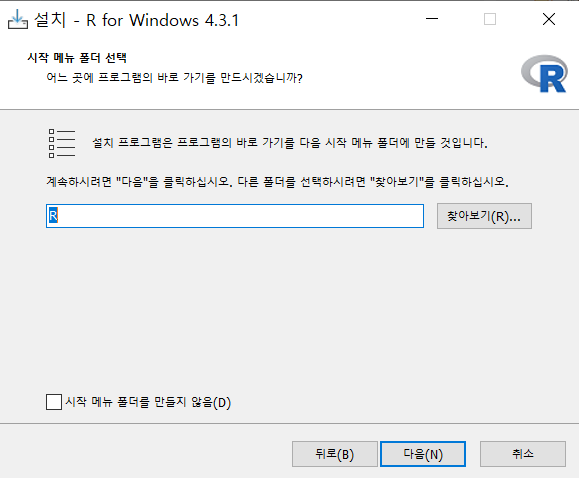 설치 - R for Windows 4.3.1
시작 메뉴 폴더 선택
어느 곳에 프로그램의 바로 가기를 만드시겠습니까?
R
설치 프로그램은 프로그램의 바로 가기를 다음 시작 메뉴 폴더에 만들 것입니다.
계속하시려면 "다음"을 클릭하십시오. 다른 폴더를 선택하시려면 "찾아보기"를 클릭하십시오.
R 찾아보기(R)...
시작 메뉴 폴더를 만들지 않음(D)
뒤로(B) 다음(N) 취소